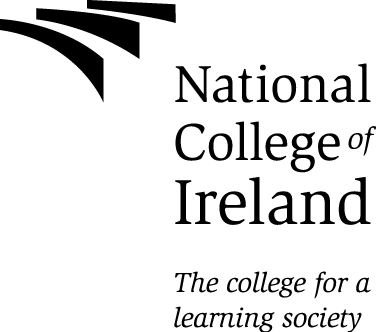 National
College of
Ireland
The college for a
learning society